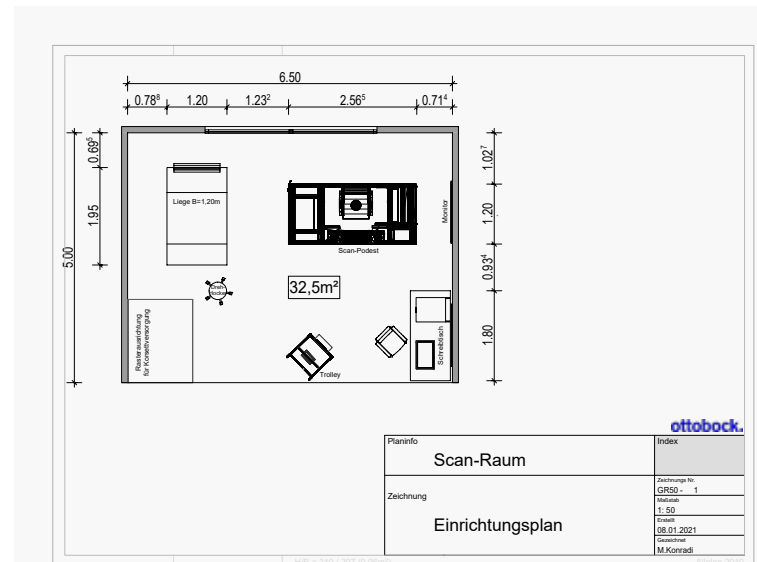 6.50
0.78⁸ 1.20 1.23² 2.56⁵ 0.71⁴
0.69⁵
1.95
5.00
1.02⁷
1.20
0.93⁴
1.80
Liege B=1,20m
Monitor
Scan-Podest
Dreh-
hocker
32,5m²
Rasterausrichtung
für Korsettversorgung
Trolley
Schreibtisch
ottobock.
Planinfo
Scan-Raum
Index
Zeichnung
Einrichtungsplan
Zeichnungs Nr.
GR50 - 1
Maßstab
1: 50
Erstellt
08.01.2021
Gezeichnet
M.Konradi